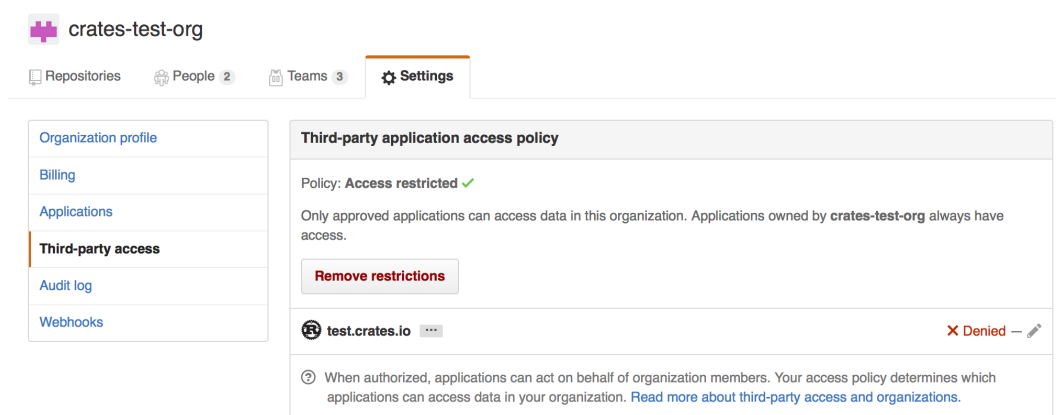 crates-test-org
Repositories People 2 Teams 3 Settings
Organization profile
Billing
Applications
Third-party access
Audit log
Webhooks
Third-party application access policy
Policy: Access restricted ✓
Only approved applications can access data in this organization. Applications owned by crates-test-org always have
access.
Remove restrictions
test.crates.io ···
✕ Denied —
When authorized, applications can act on behalf of organization members. Your access policy determines which
applications can access data in your organization. Read more about third-party access and organizations.